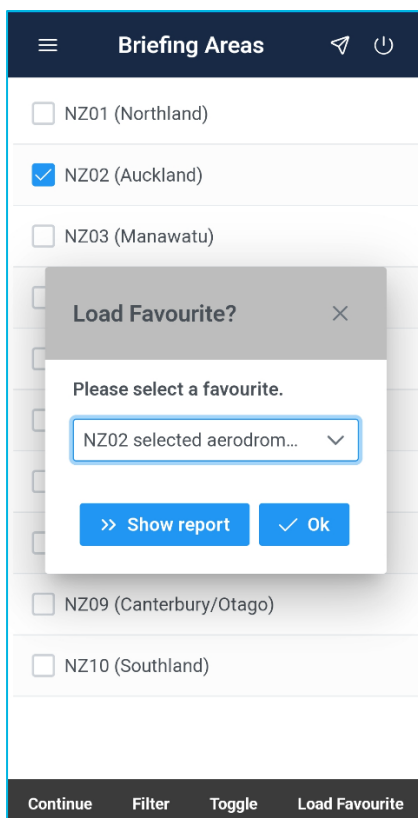 Briefing Areas
NZ01 (Northland)
NZ02 (Auckland)
NZ03 (Manawatu)
Load Favourite?
Please select a favourite.
NZ02 selected aerodrom...
Show report
Ok
NZ09 (Canterbury/Otago)
NZ10 (Southland)
Continue Filter Toggle Load Favourite